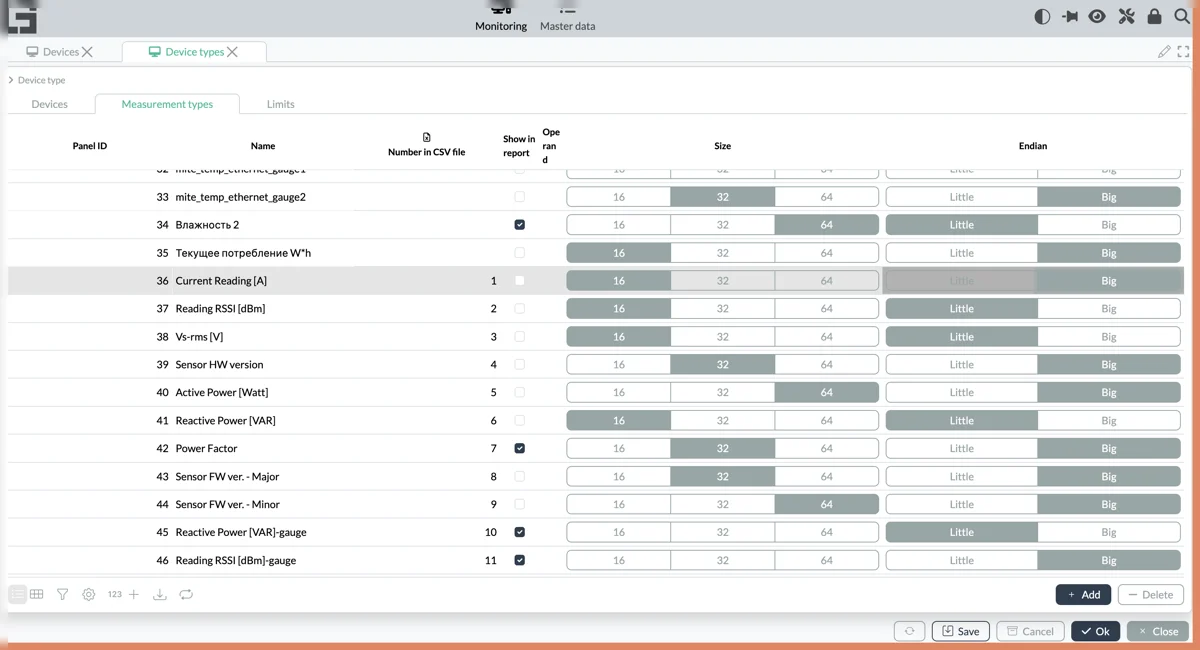 Monitoring Master data
Devices Device types
Device type
Devices Measurement types Limits
Panel ID Name Number in CSV file Show in report Ope ran d Size Endian
32 mite_temp_ethernet_gauge1 16 32 64 Little Big
33 mite_temp_ethernet_gauge2 16 32 64 Little Big
34 Влажность 2 16 32 64 Little Big
35 Текущее потребление W*h 16 32 64 Little Big
36 Current Reading [A] 1 16 32 64 Little Big
37 Reading RSSI [dBm] 2 16 32 64 Little Big
38 Vs-rms [V] 3 16 32 64 Little Big
39 Sensor HW version 4 16 32 64 Little Big
40 Active Power [Watt] 5 16 32 64 Little Big
41 Reactive Power [VAR] 6 16 32 64 Little Big
42 Power Factor 7 16 32 64 Little Big
43 Sensor FW ver. - Major 8 16 32 64 Little Big
44 Sensor FW ver. - Minor 9 16 32 64 Little Big
45 Reactive Power [VAR]-gauge 10 16 32 64 Little Big
46 Reading RSSI [dBm]-gauge 11 16 32 64 Little Big
123 + Add Delete
Save Cancel Ok Close